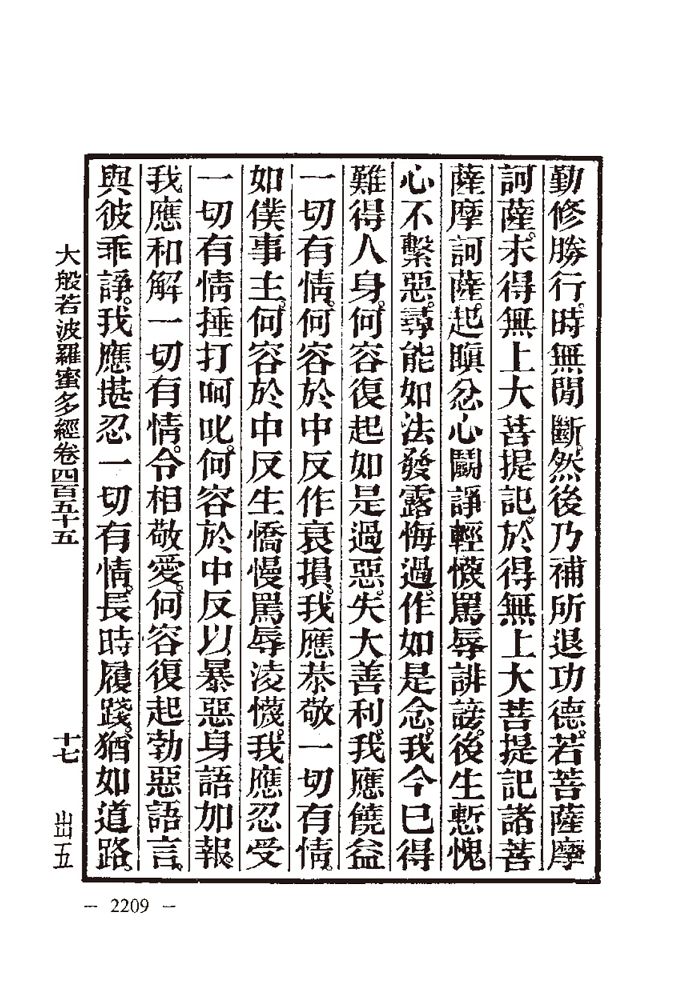 勤修勝行。時無閒斷。然後乃補所退功德。若菩薩摩
訶薩。未得無上大菩提記。於得無上大菩提記諸菩
薩摩訶薩。起瞋忿心鬭諍輕懱罵辱誹謗。後生慙愧
心不繫惡。尋能如法發露悔過。作如是念。我今已得
難得人身。何容復起如是過惡。失大善利。我應饒益
一切有情。何容於中反作衰損。我應恭敬一切有情。
如僕事主。何容於中反生憍慢罵辱淩懱。我應忍受
一切有情捶打呵叱。何容於中反以暴惡身語加報。
我應和解一切有情。令相敬愛。何容復起勃惡語言。
與彼乖諍。我應堪忍一切有情。長時履踐。猶如道路。
大般若波羅蜜多經卷四百五十五 十七 出五
— 2209 —